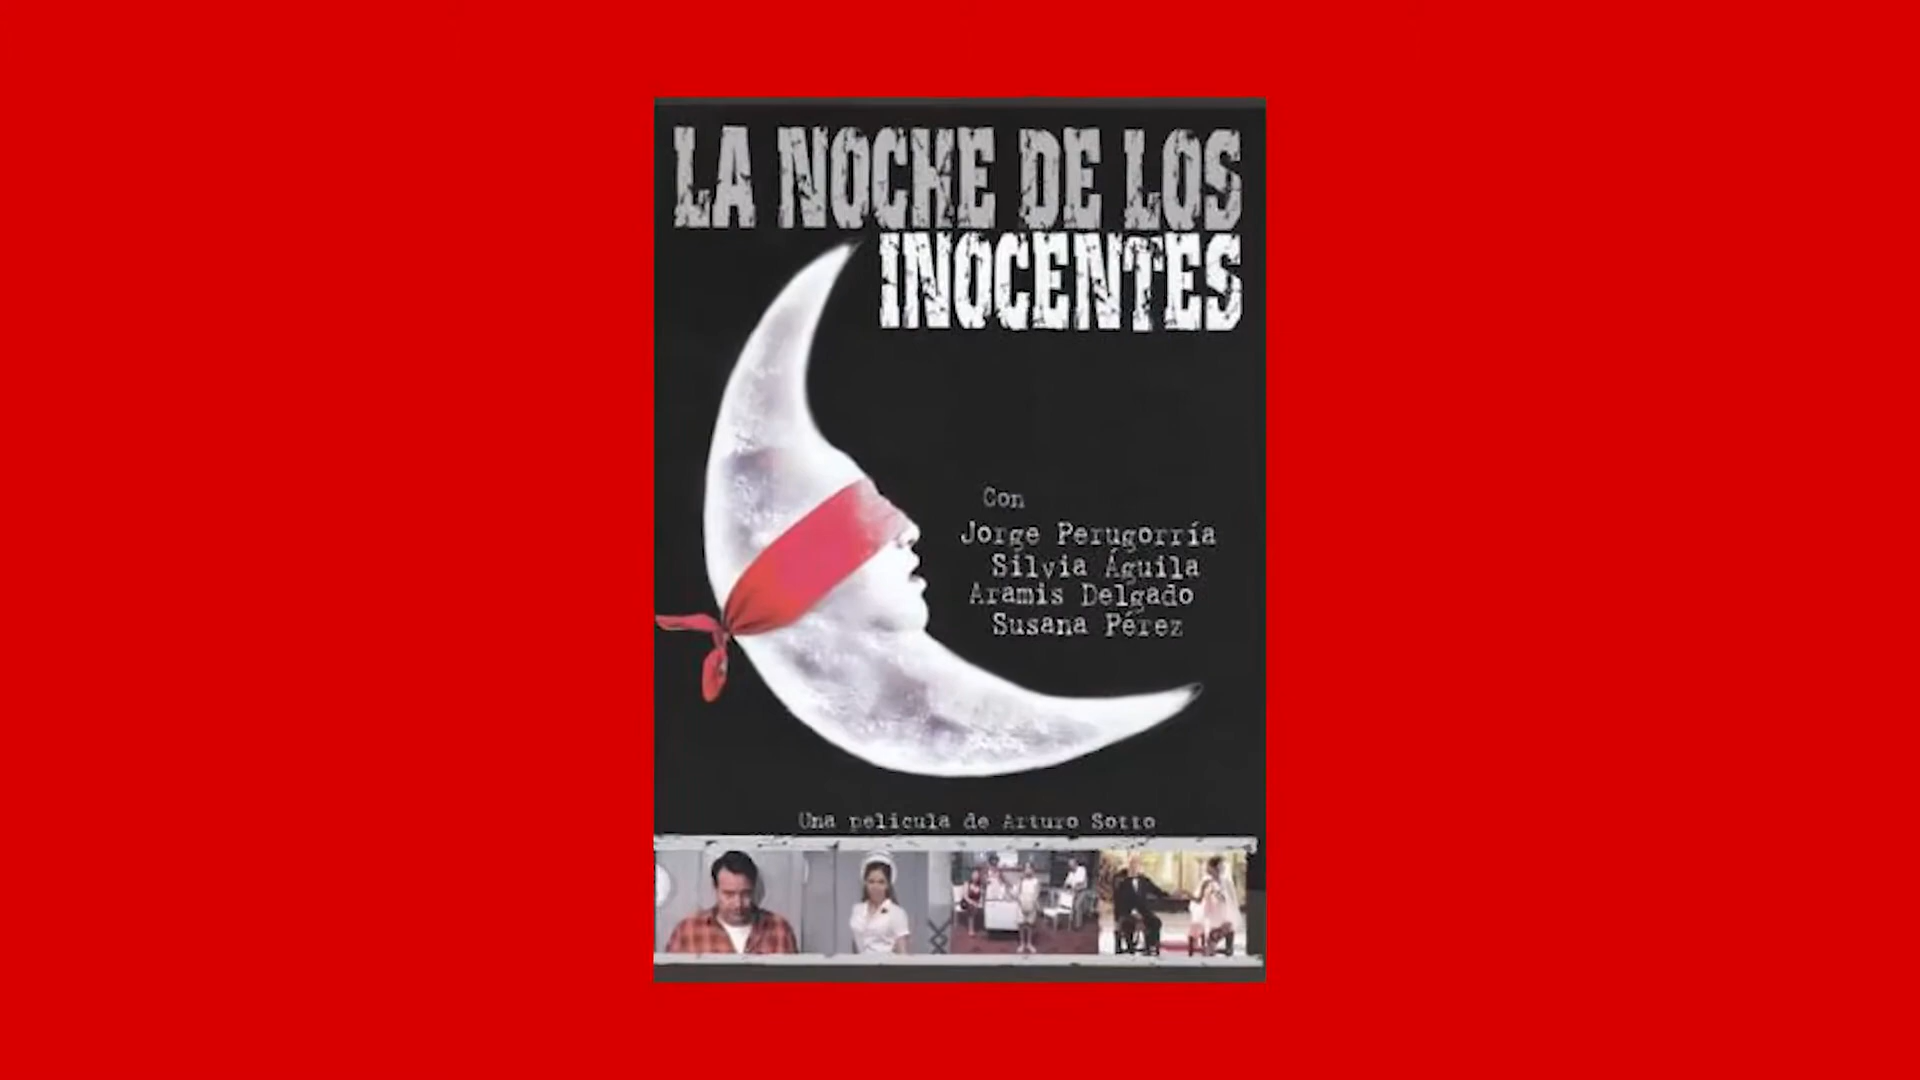 LA NOCHE DE LOS
INOCENTES
Con
Jorge Perugorría
Silvia Águila
Aramis Delgado
Susana Pérez
Una pelicula de Arturo Sotto